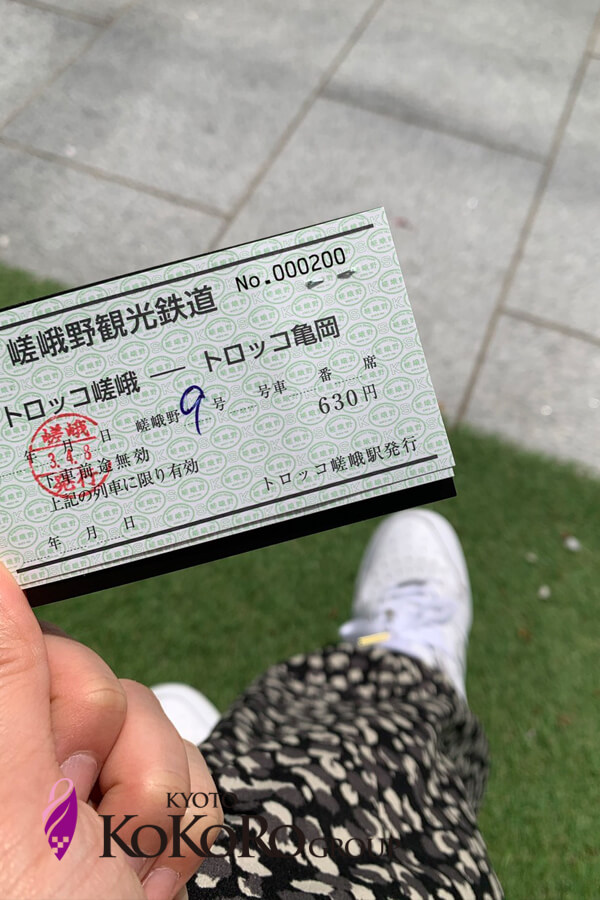 No.000200
嵯峨野観光鉄道
トロッコ嵯峨 ― トロッコ亀岡
年 月 日 嵯峨野 9 号 号車 番 席
嵯峨
3.4.8
発行
630円
下車前途無効
上記の列車に限り有効
トロッコ嵯峨駅発行
年 月 日
KYOTO
KOKORO GROUP